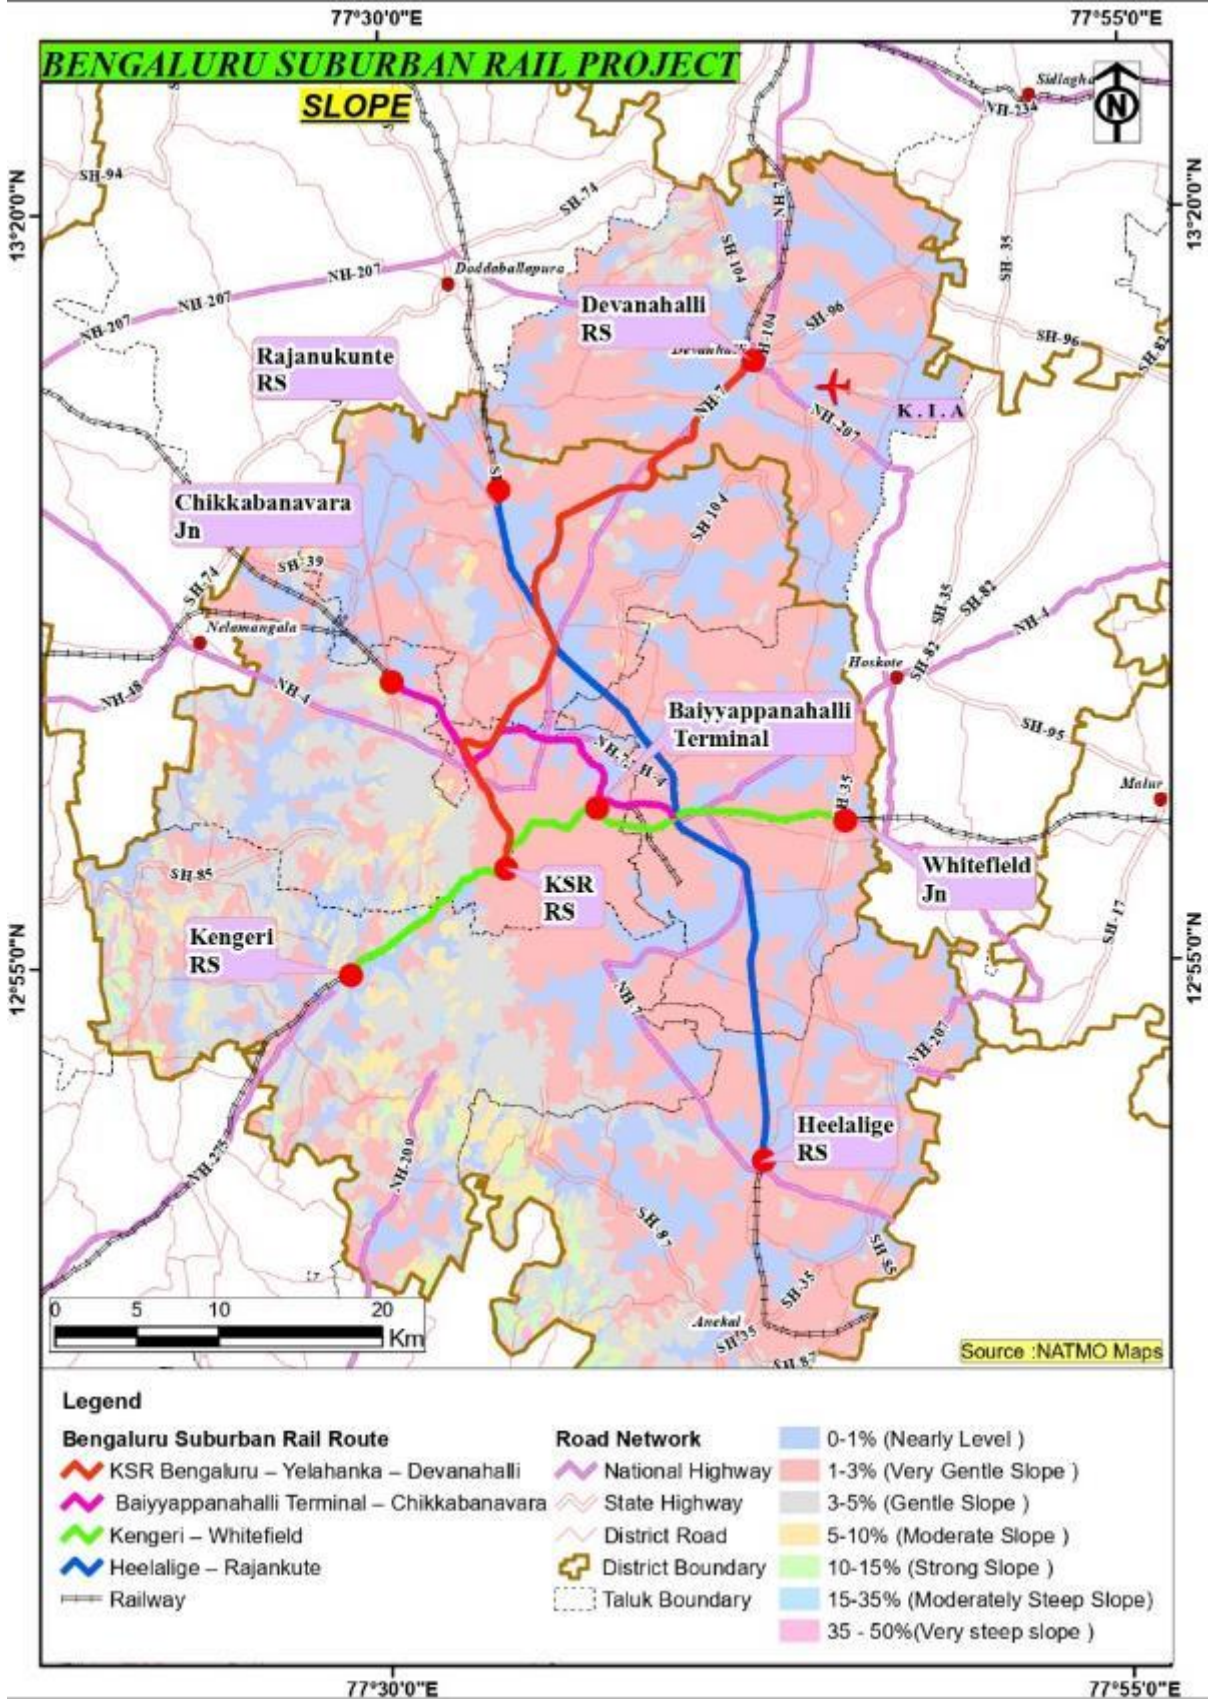 77°30'0"E
77°55'0"E
BENGALURU SUBURBAN RAIL PROJECT
SLOPE
N
Sidlagha
NH-234
SH-94
SH-74
NH-7
13°20'0"N
13°20'0"N
SH-35
SH-104
NH-207
Doddaballapura
NH-207
NH-207
Devanahalli
RS
SH-96
SH-96
SH-82
H-104
Rajanukunte
RS
NH-7
NH-207
K.I.A
Chikkabanavara
Jn
SH-104
SH-39
SH-74
SH-35
SH-82
NH-4
Nelamangala
Hoskote
SH-82
NH-48
NH-4
Baiyyappanahalli
Terminal
SH-95
NH-7
H-4
Malur
H-35
Whitefield
Jn
SH-85
KSR
RS
Kengeri
RS
SH-17
12°55'0"N
12°55'0"N
NH-7
NH-207
Heelalige
RS
NH-275
NH-209
SH-87
SH-85
SH-35
Anekal
SH-35
SH-87
0 5 10 20
Km
Source :NATMO Maps
Legend
Bengaluru Suburban Rail Route
KSR Bengaluru – Yelahanka – Devanahalli
Baiyyappanahalli Terminal – Chikkabanavara
Kengeri – Whitefield
Heelalige – Rajankute
Railway
Road Network
National Highway
State Highway
District Road
District Boundary
Taluk Boundary
0-1% (Nearly Level )
1-3% (Very Gentle Slope )
3-5% (Gentle Slope )
5-10% (Moderate Slope )
10-15% (Strong Slope )
15-35% (Moderately Steep Slope)
35 - 50%(Very steep slope )
77°30'0"E
77°55'0"E